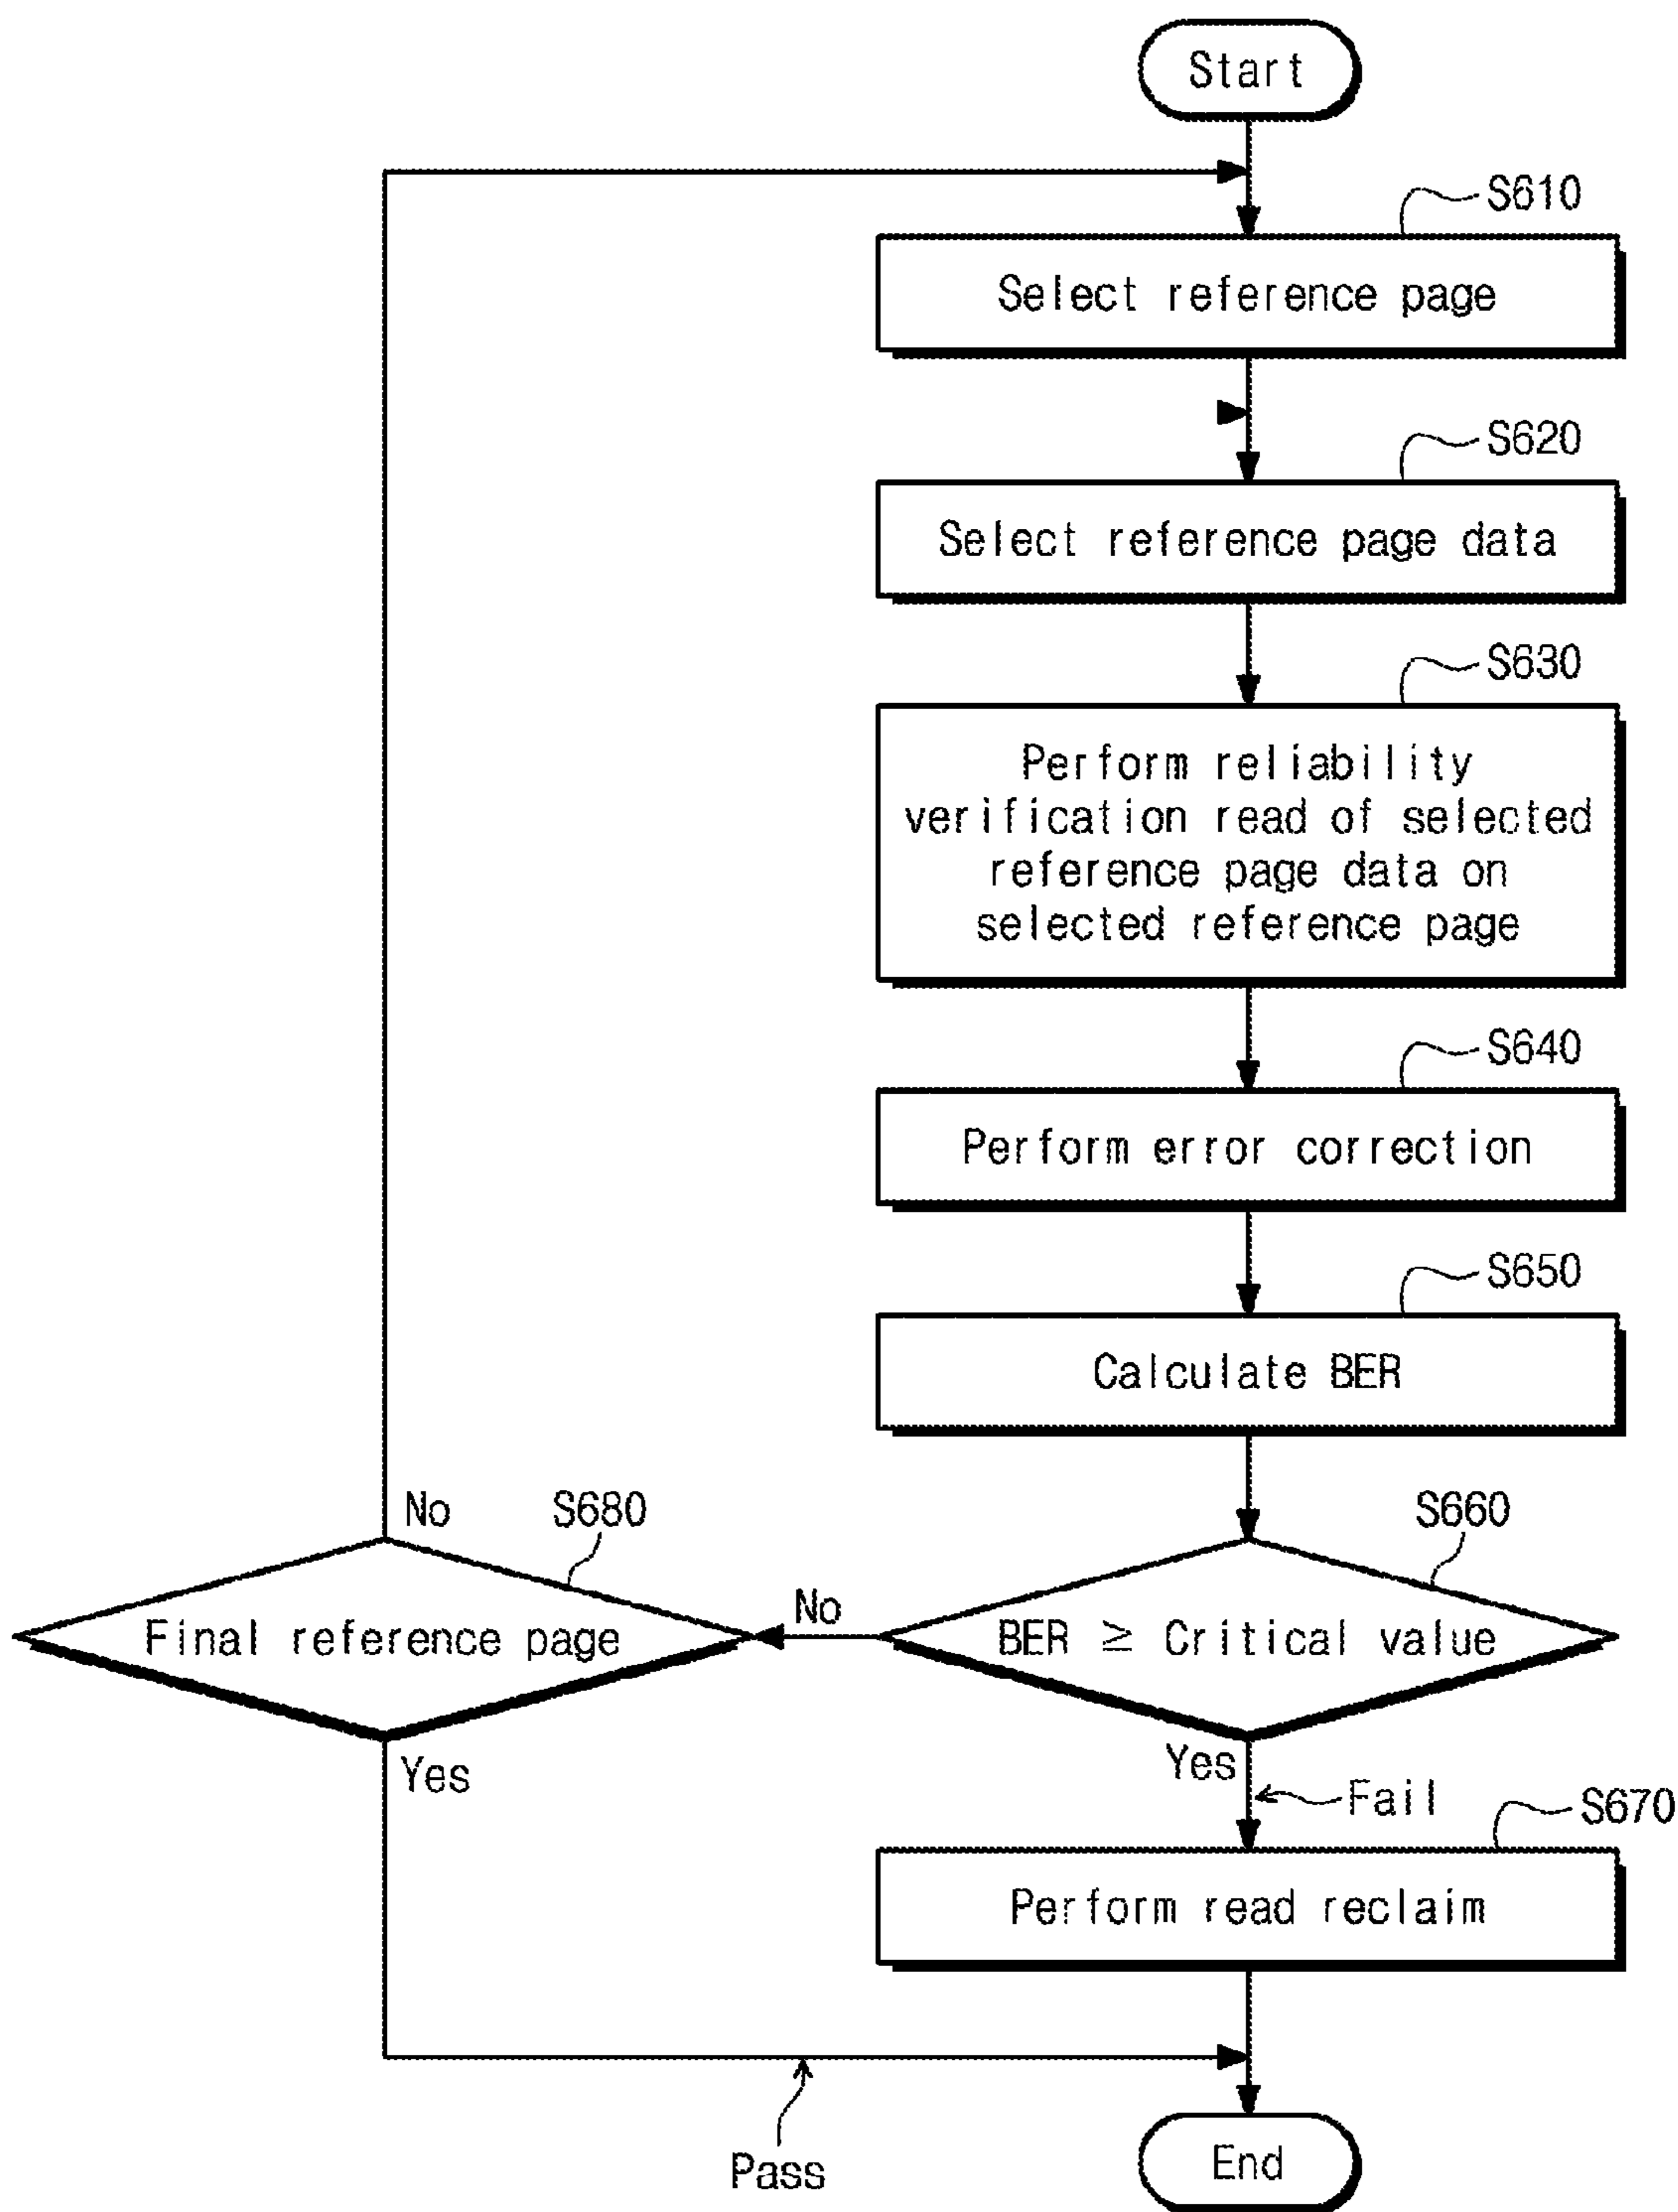 Start
S610
Select reference page
S620
Select reference page data
S630
Perform reliability
verification read of selected
reference page data on
selected reference page
S640
Perform error correction
S650
Calculate BER
No
S680
S660
Final reference page
No
BER ≥ Critical value
Yes
Yes
Fail
S670
Perform read reclaim
Pass
End